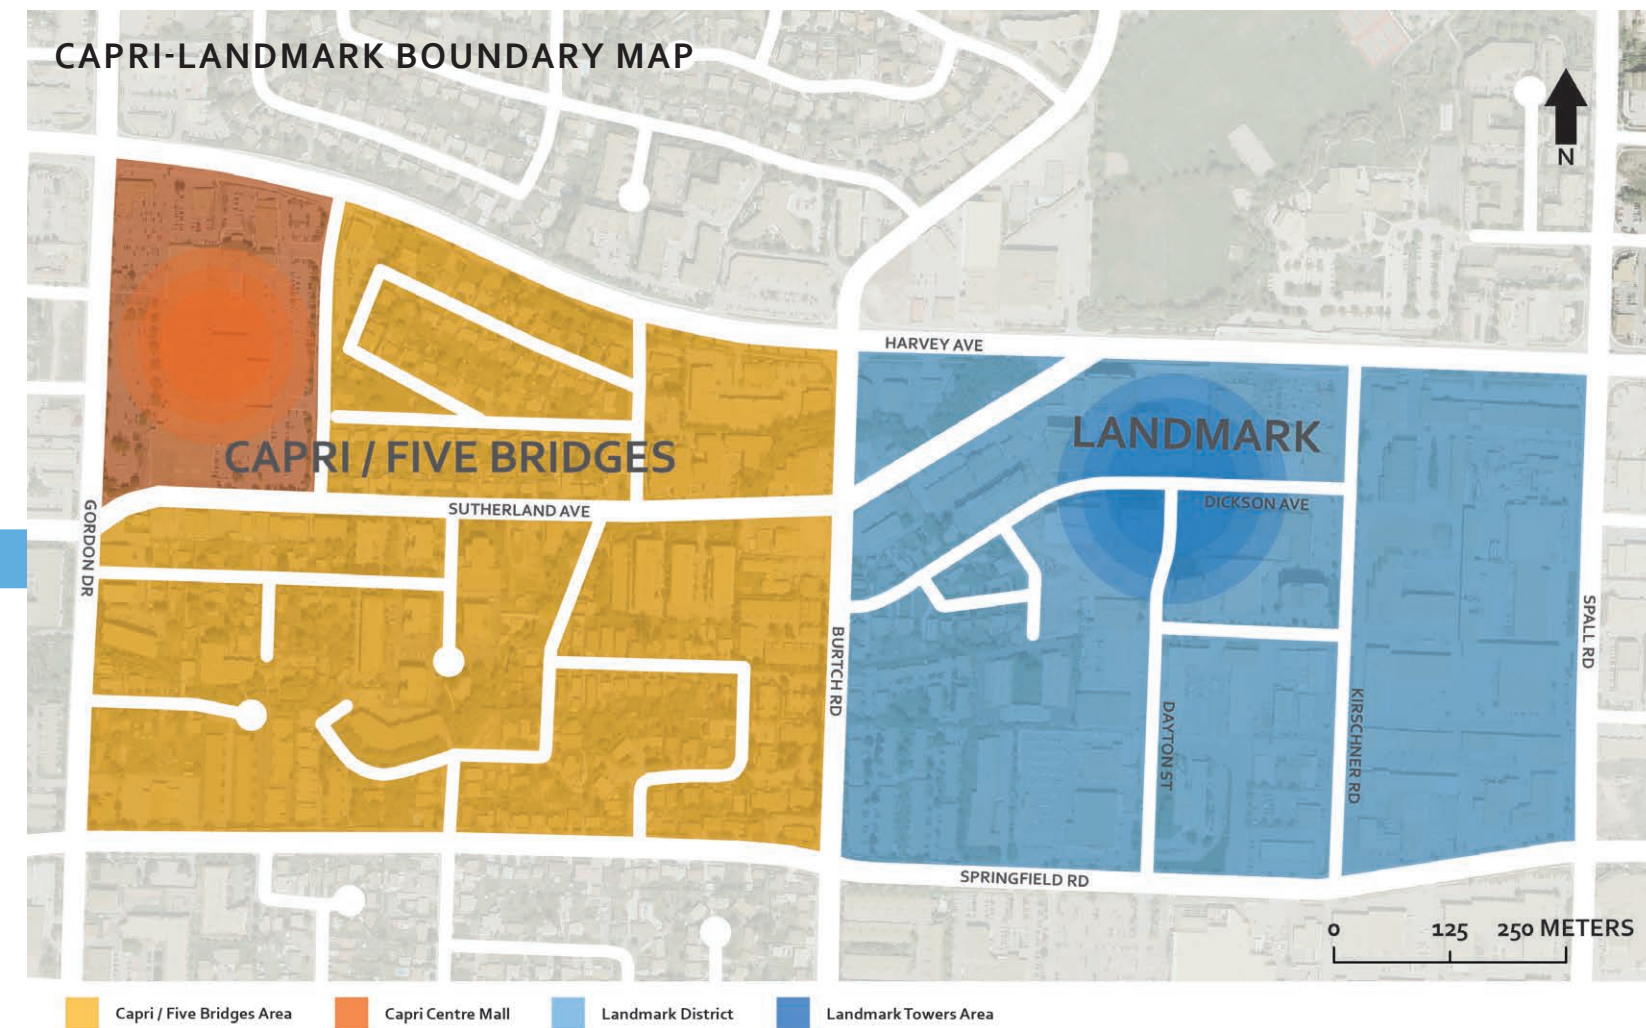 CAPRI-LANDMARK BOUNDARY MAP
N
HARVEY AVE
LANDMARK
CAPRI / FIVE BRIDGES
DICKSON AVE
SUTHERLAND AVE
GORDON DR
BURTCH RD
SPALL RD
KIRSCHNER RD
DAYTON ST
SPRINGFIELD RD
0 125 250 METERS
Capri / Five Bridges Area
Capri Centre Mall
Landmark District
Landmark Towers Area